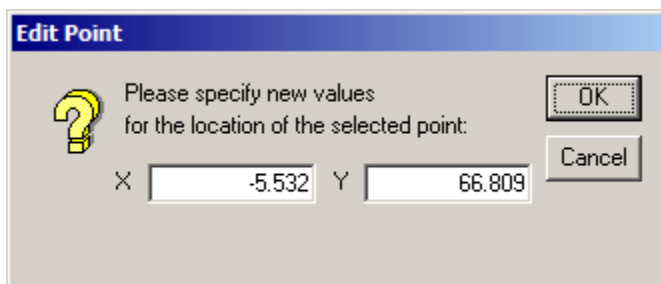 Edit Point
Please specify new values
for the location of the selected point:
X -5.532 Y 66.809
OK
Cancel